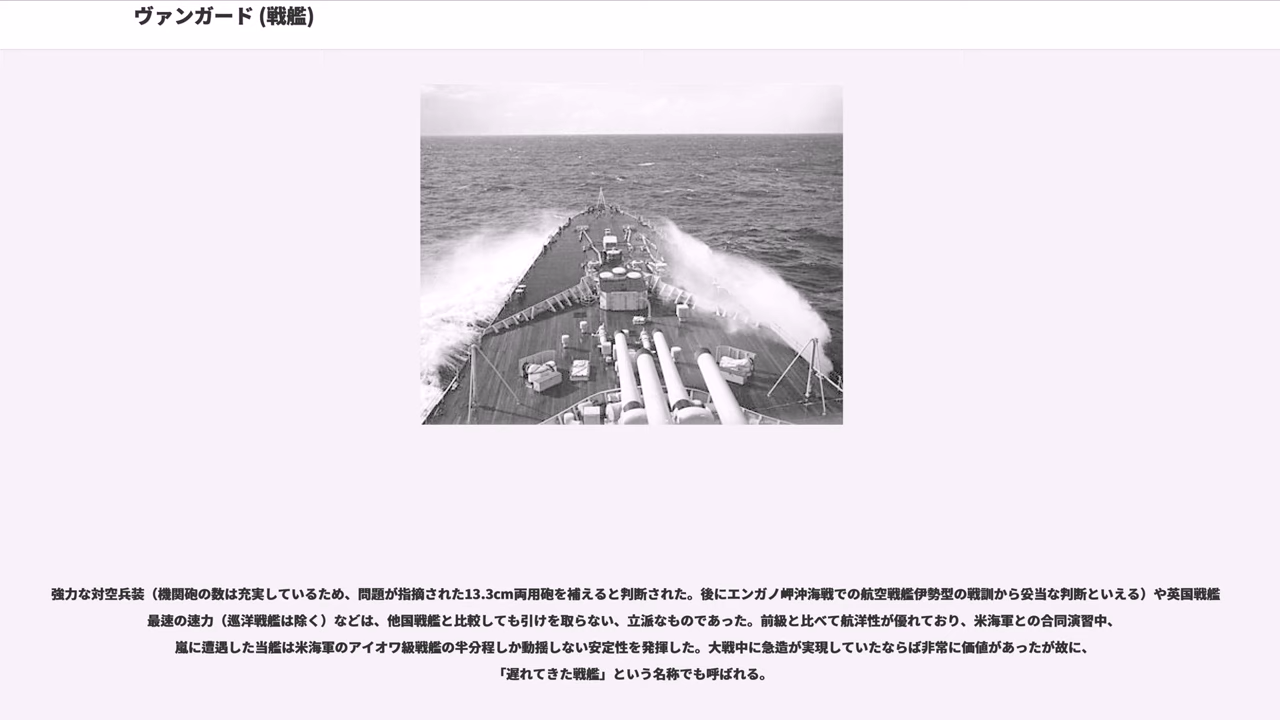 ヴァンガード (戦艦)
強力な対空兵装（機関砲の数は充実しているため、問題が指摘された13.3cm両用砲を補えると判断された。後にエンガノ岬沖海戦での航空戦艦伊勢型の戦訓から妥当な判断といえる）や英国戦艦
最速の速力（巡洋戦艦は除く）などは、他国戦艦と比較しても引けを取らない、立派なものであった。前級と比べて航洋性が優れており、米海軍との合同演習中、
嵐に遭遇した当艦は米海軍のアイオワ級戦艦の半分程しか動揺しない安定性を発揮した。大戦中に急造が実現していたならば非常に価値があったが故に、
「遅れてきた戦艦」という名称でも呼ばれる。